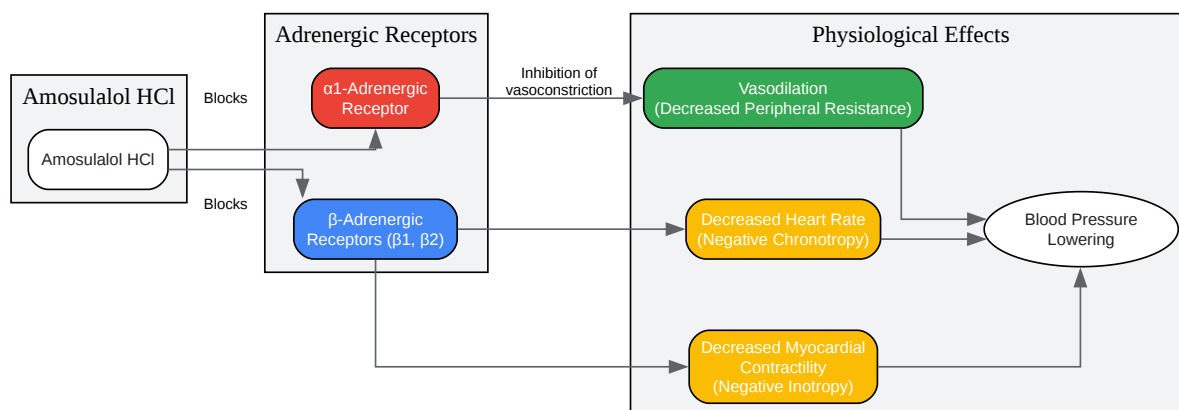 Amosulalol HCl
Amosulalol HCl
Blocks
Blocks
Adrenergic Receptors
α1-Adrenergic
Receptor
β-Adrenergic
Receptors (β1, β2)
Inhibition of
vasoconstriction
Physiological Effects
Vasodilation
(Decreased Peripheral Resistance)
Decreased Heart Rate
(Negative Chronotropy)
Decreased Myocardial
Contractility
(Negative Inotropy)
Blood Pressure
Lowering